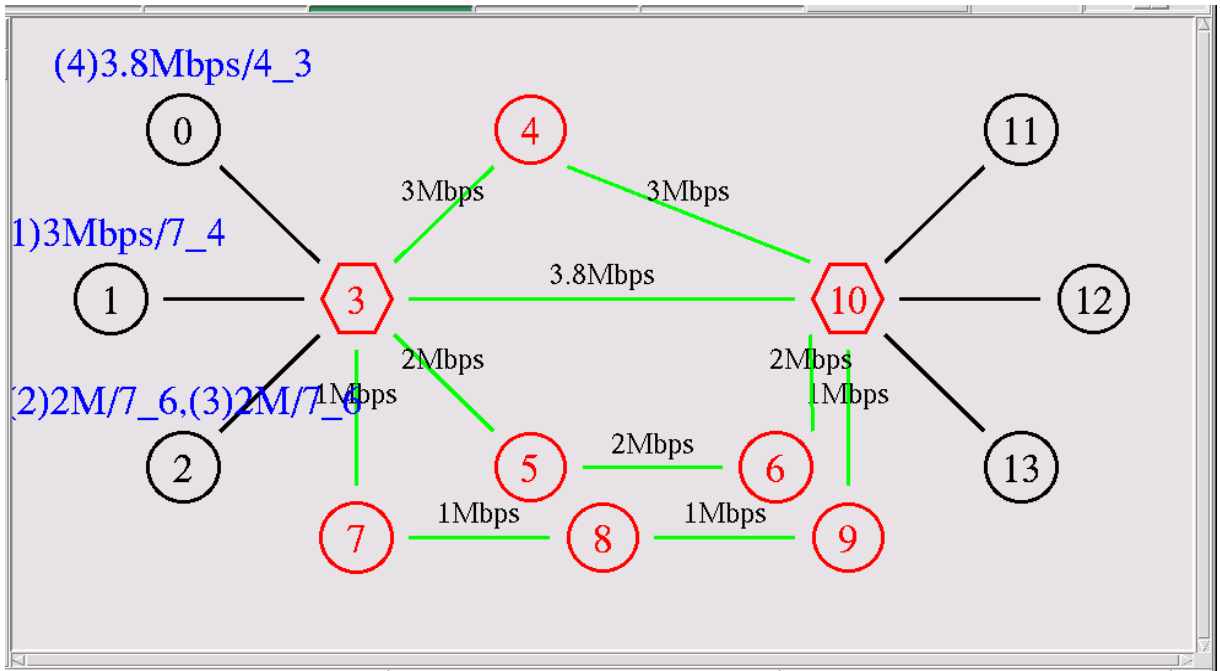 (4)3.8Mbps/4_3
0
4
11
3Mbps
3Mbps
1)3Mbps/7_4
3.8Mbps
1
3
10
12
2Mbps
2Mbps
1Mbps
1Mbps
(2)2M/7_6,(3)2M/7_6
2Mbps
2
5
6
13
1Mbps
1Mbps
7
8
9